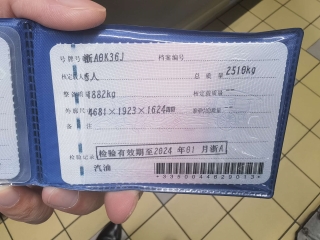 号牌号码 浙A0K36J 档案编号
核定载人数 5人 总质量 2510kg
整备质量 1882kg 核定载质量 --
外廓尺寸 4681×1923×1624mm 准牵引总质量 --
备注
检验记录 检验有效期至2024年01月浙A
汽油